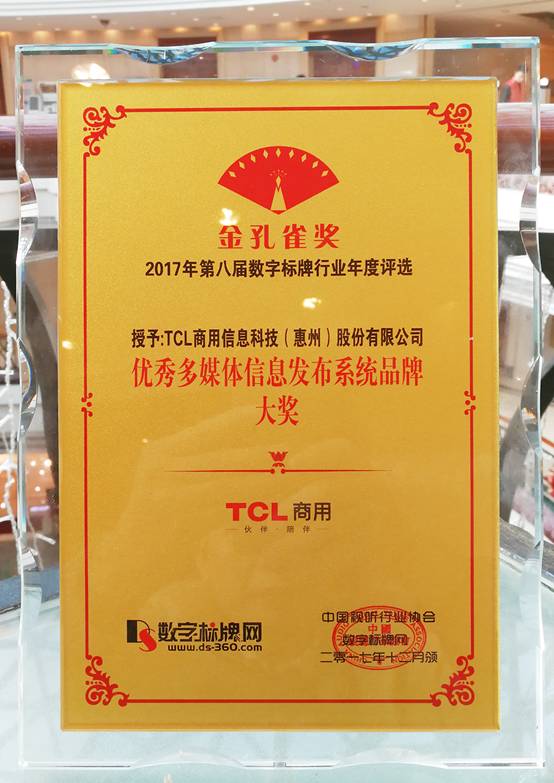 金孔雀奖
2017年第八届数字标牌行业年度评选
授予:TCL商用信息科技（惠州）股份有限公司
优秀多媒体信息发布系统品牌
大奖
TCL 商用
伙伴·陪伴
DS 数字标牌网
www.ds-360.com
中国视听行业协会
中國
数字标牌网
二零一七年十二月颁